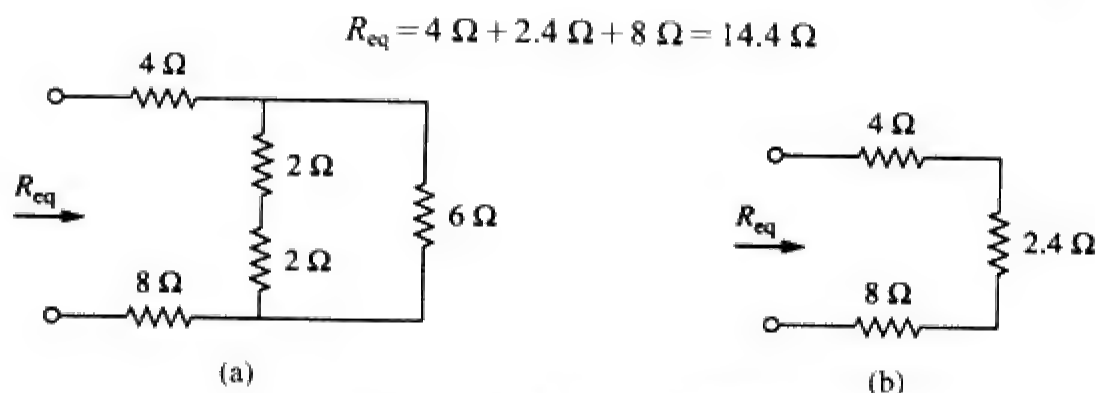 R_eq = 4 Ω + 2.4 Ω + 8 Ω = 14.4 Ω
4 Ω
2 Ω
R_eq
6 Ω
2 Ω
8 Ω
(a)
4 Ω
R_eq
2.4 Ω
8 Ω
(b)